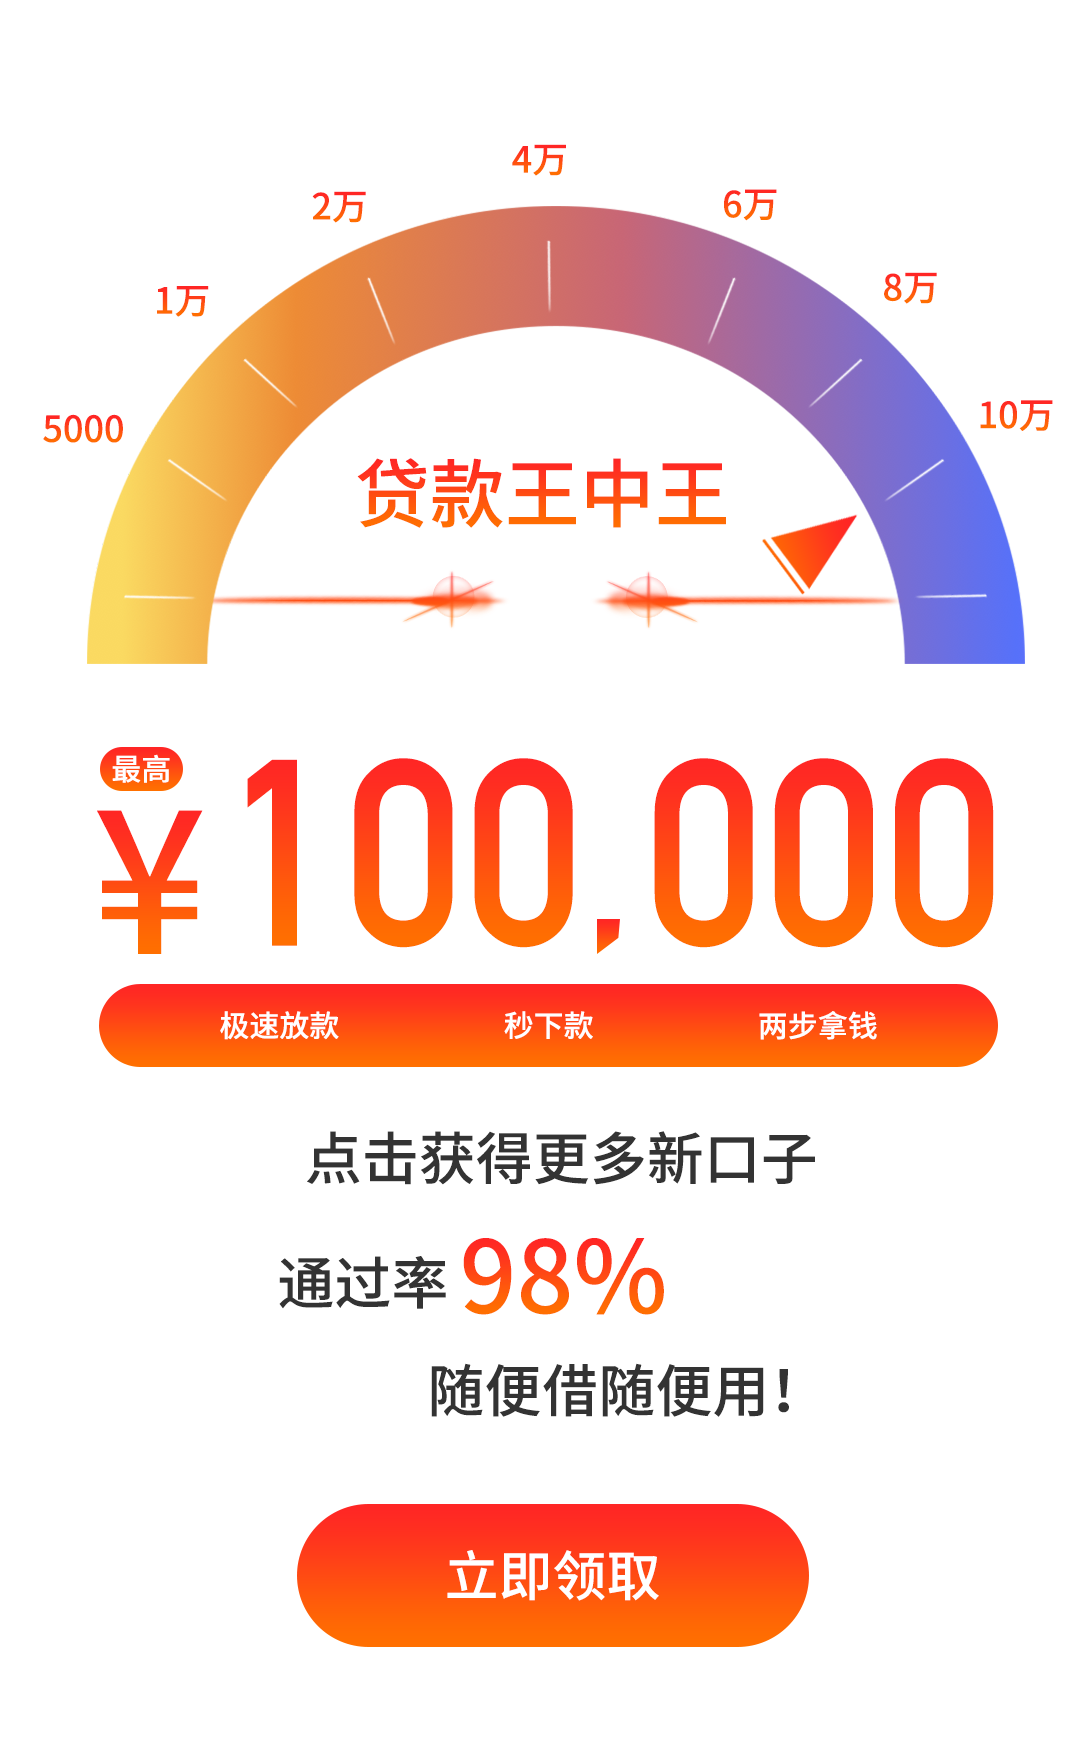 4万
2万
6万
1万
8万
5000
10万
贷款王中王
最高
¥100,000
极速放款 秒下款 两步拿钱
点击获得更多新口子
通过率98%
随便借随便用！
立即领取